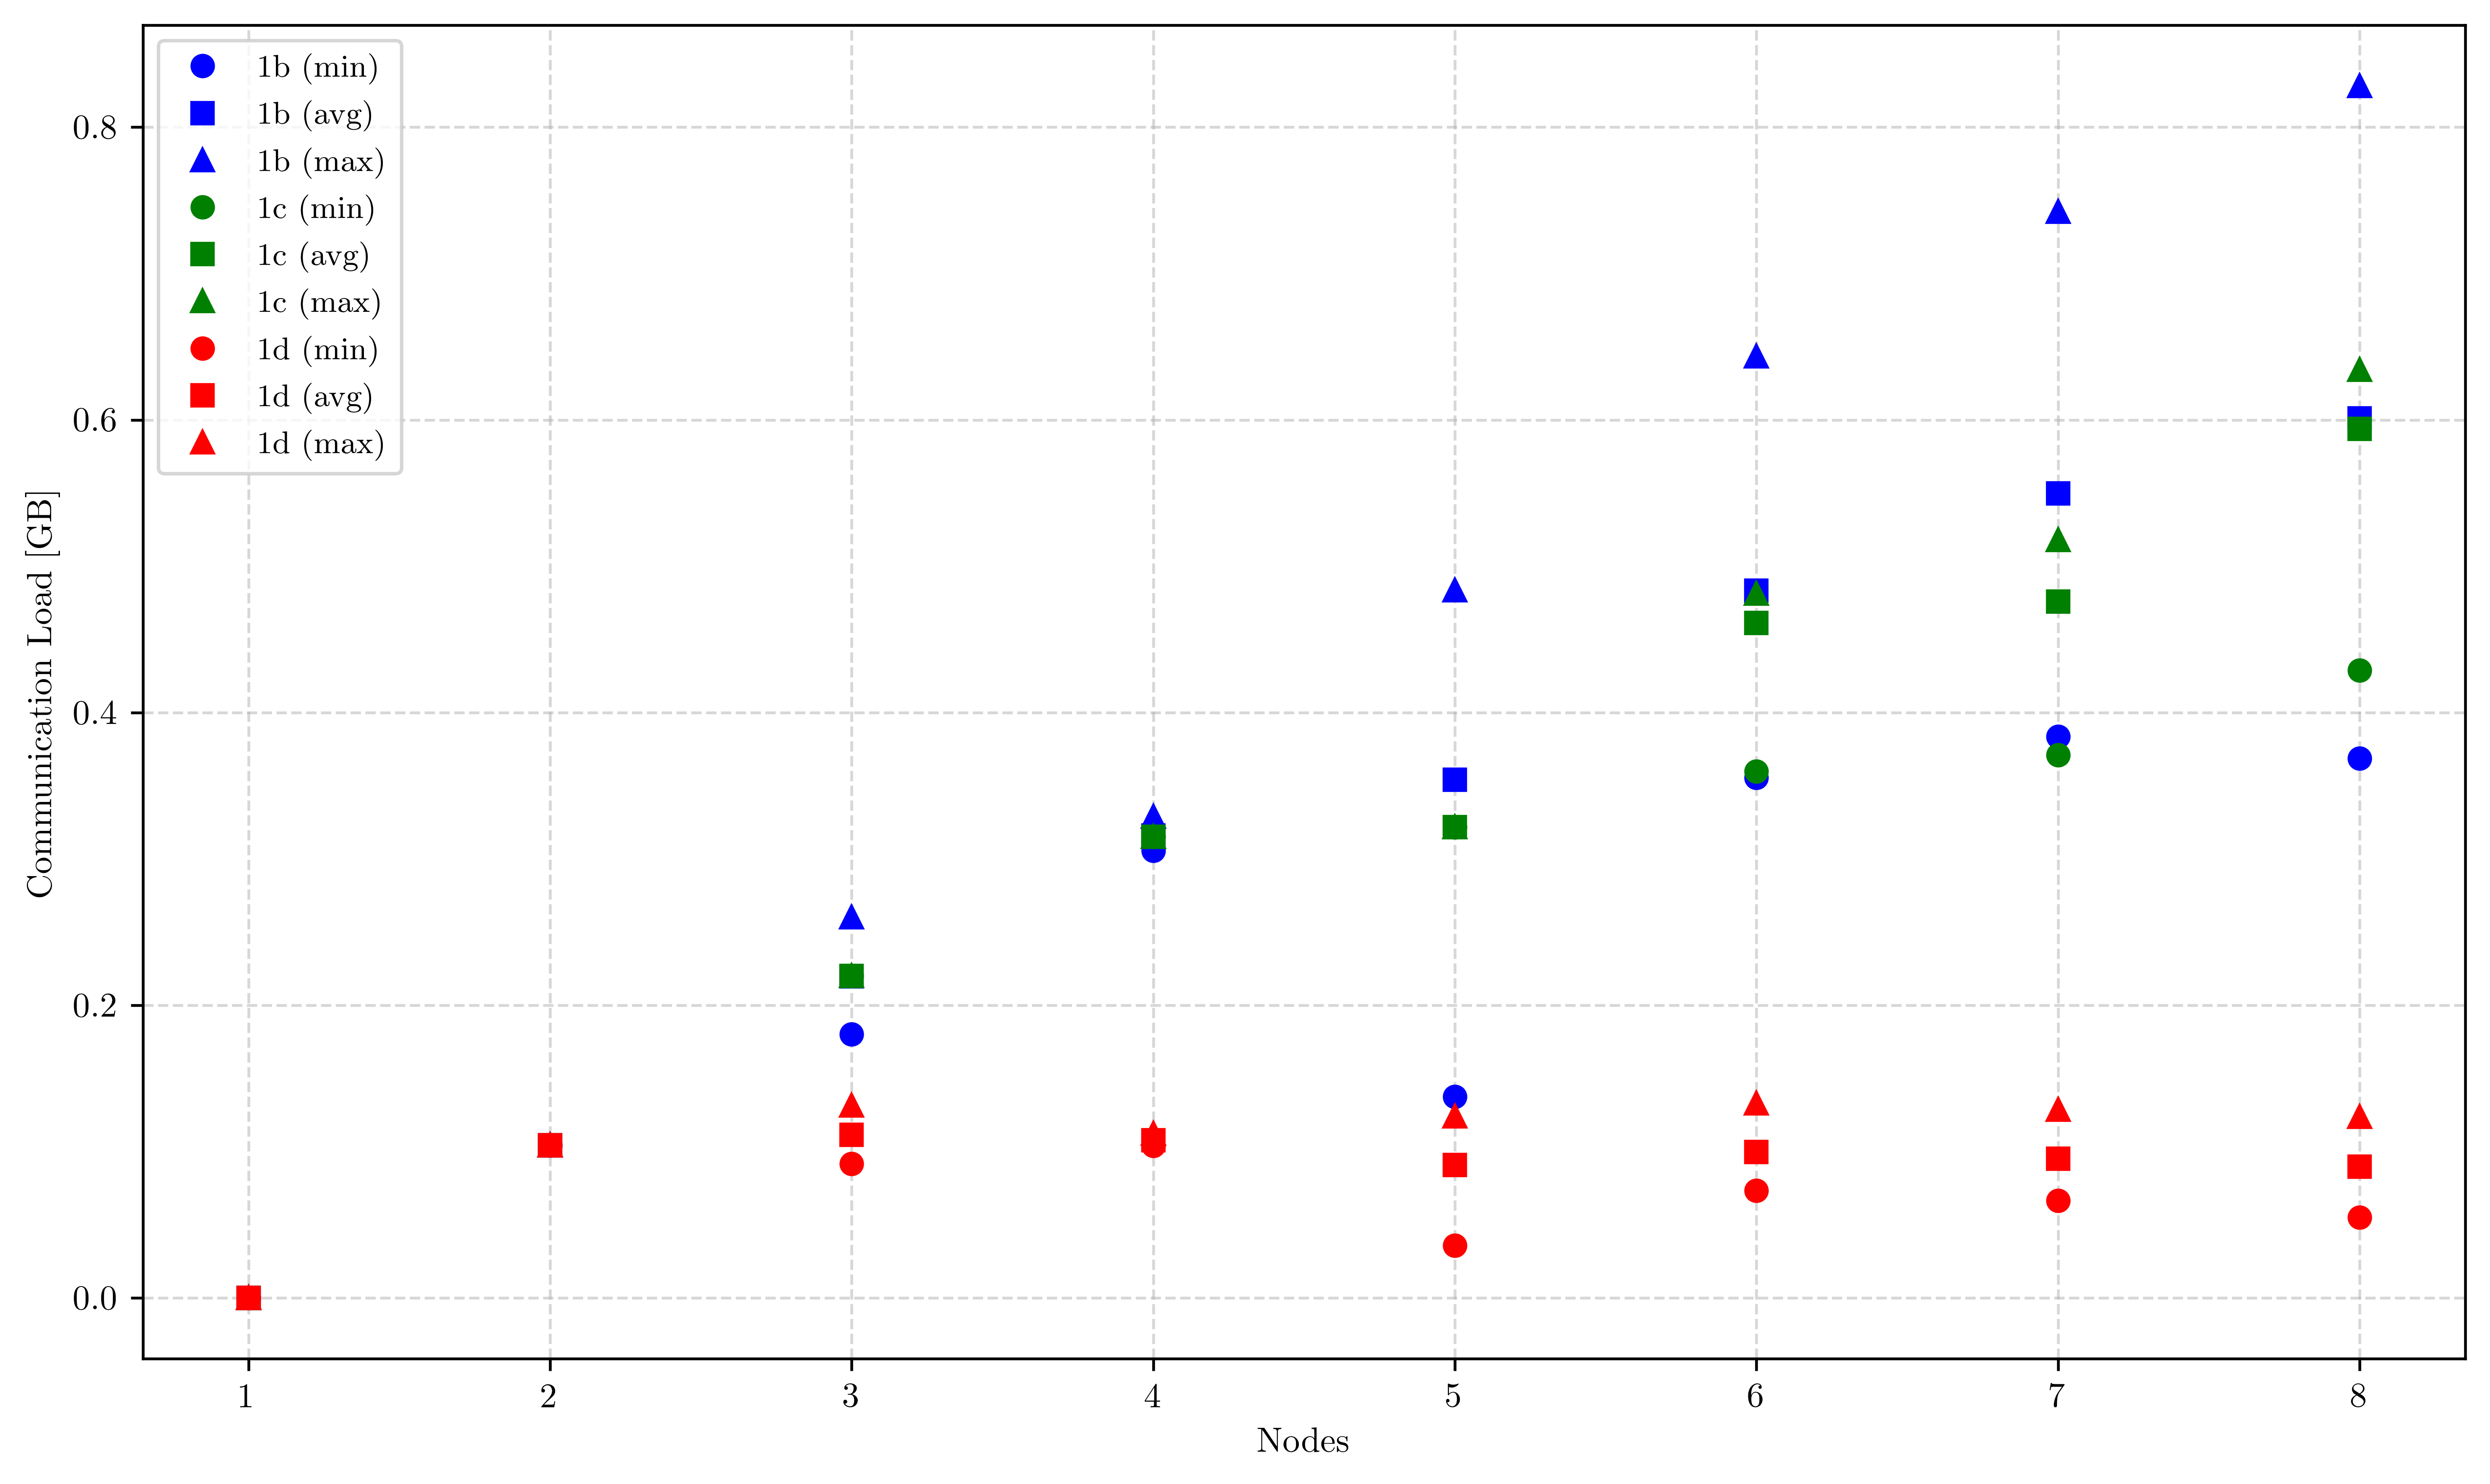 1b (min)
1b (avg)
1b (max)
1c (min)
1c (avg)
1c (max)
1d (min)
1d (avg)
1d (max)
Communication Load [GB]
0.8
0.6
0.4
0.2
0.0
1 2 3 4 5 6 7 8
Nodes